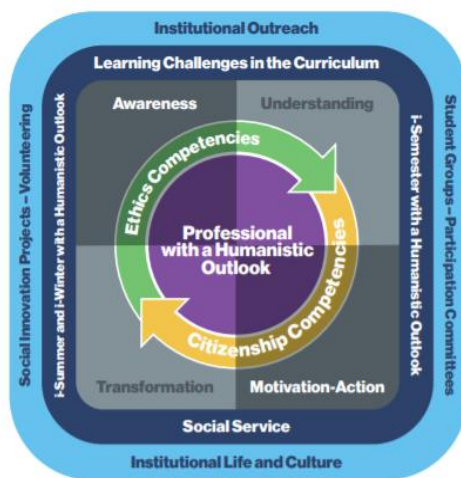 Institutional Outreach
Learning Challenges in the Curriculum
Awareness
Understanding
Social Innovation Projects – Volunteering
i-Summer and i-Winter with a Humanistic Outlook
Ethics Competencies
Professional
with a Humanistic
Outlook
Citizenship Competencies
i-Semester with a Humanistic Outlook
Student Groups – Participation Committees
Transformation
Motivation-Action
Social Service
Institutional Life and Culture